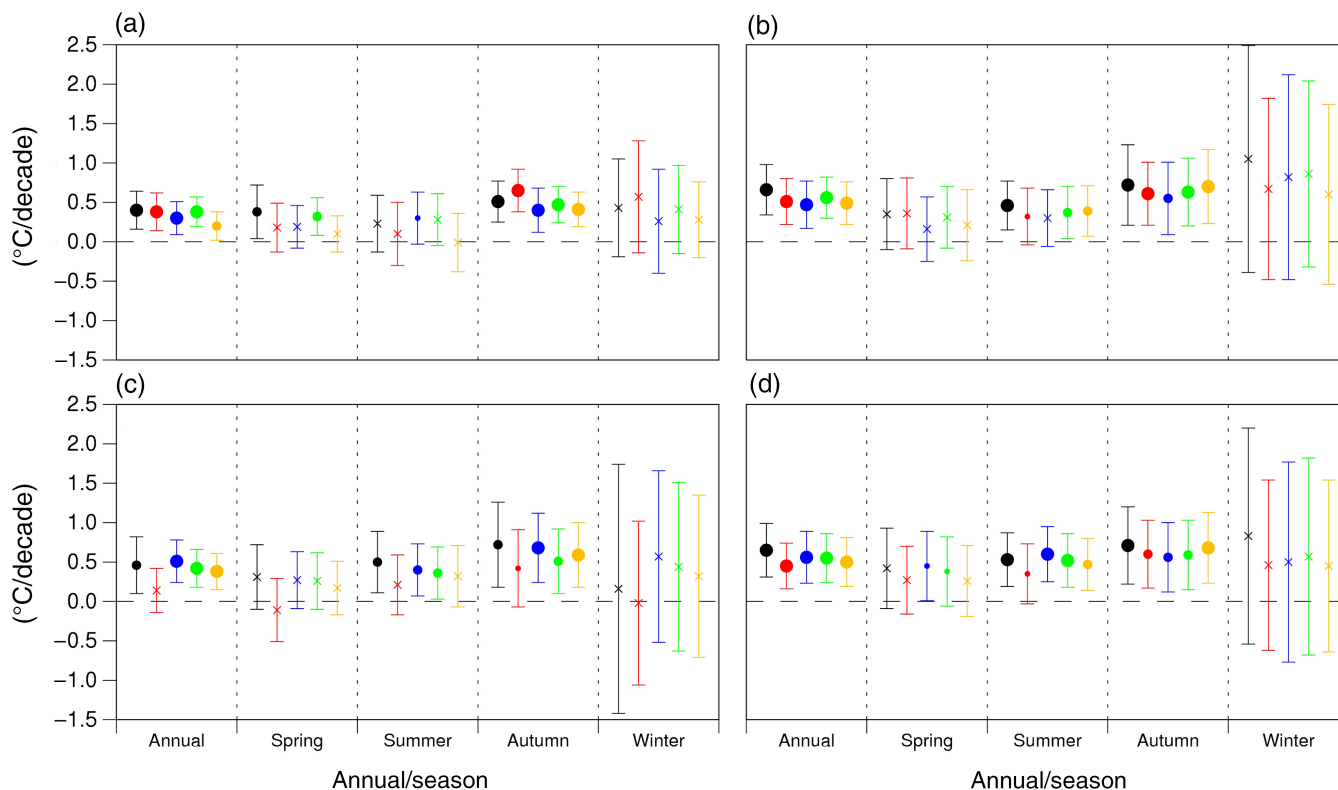 (a)
(b)
(°C/decade)
2.5
2.0
1.5
1.0
0.5
0.0
−0.5
−1.0
−1.5
(c)
(d)
(°C/decade)
2.5
2.0
1.5
1.0
0.5
0.0
−0.5
−1.0
−1.5
Annual Spring Summer Autumn Winter
Annual Spring Summer Autumn Winter
Annual/season
Annual/season